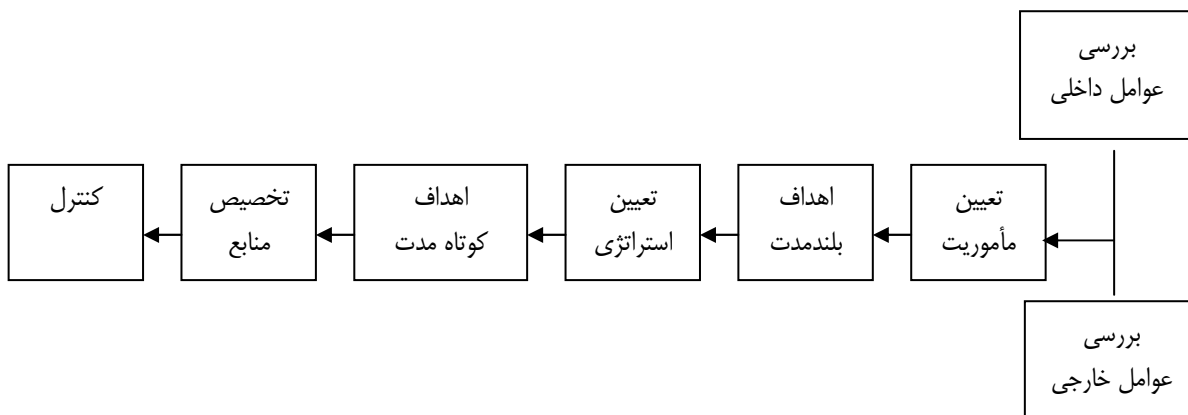 بررسی
عوامل داخلی
تعیین
مأموریت
اهداف
بلندمدت
تعیین
استراتژی
اهداف
کوتاه مدت
تخصیص
منابع
کنترل
بررسی
عوامل خارجی